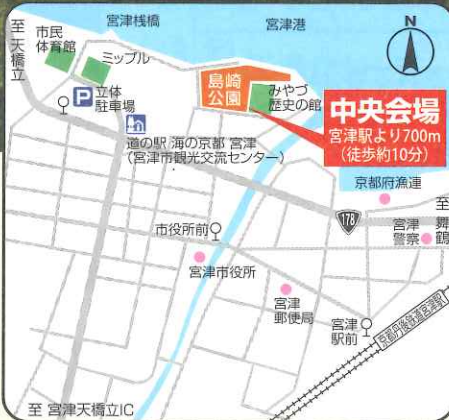 至 天橋立
市民
体育館
宮津桟橋
宮津港
N
ミップル
島崎
公園
みやづ
歴史の館
P
立体
駐車場
中央会場
宮津駅より700m
(徒歩約10分)
道の駅 海の京都 宮津
(宮津市観光交流センター)
京都府漁連
178
至 舞鶴
宮津
警察
市役所前
宮津市役所
宮津
郵便局
宮津
駅前
京都丹後鉄道宮津駅
至 宮津天橋立IC